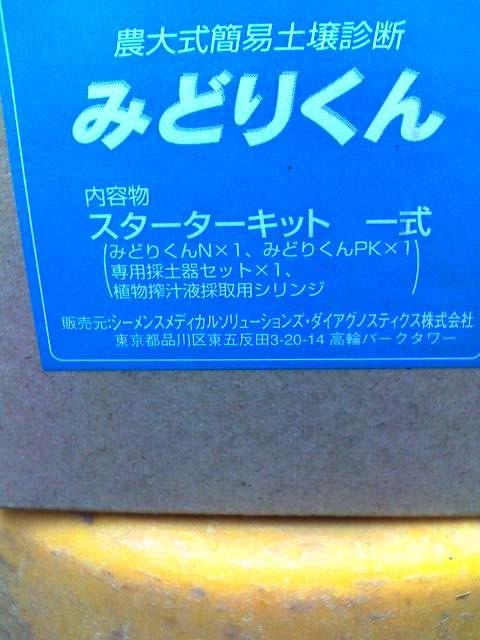 農大式簡易土壌診断
みどりくん
内容物
スターターキット 一式
(みどりくんN×1、みどりくんPK×1
専用採土器セット×1、
植物搾汁液採取用シリンジ)
販売元:シーメンスメディカルソリューションズ・ダイアグノスティクス株式会社
東京都品川区東五反田3-20-14 高輪パークタワー